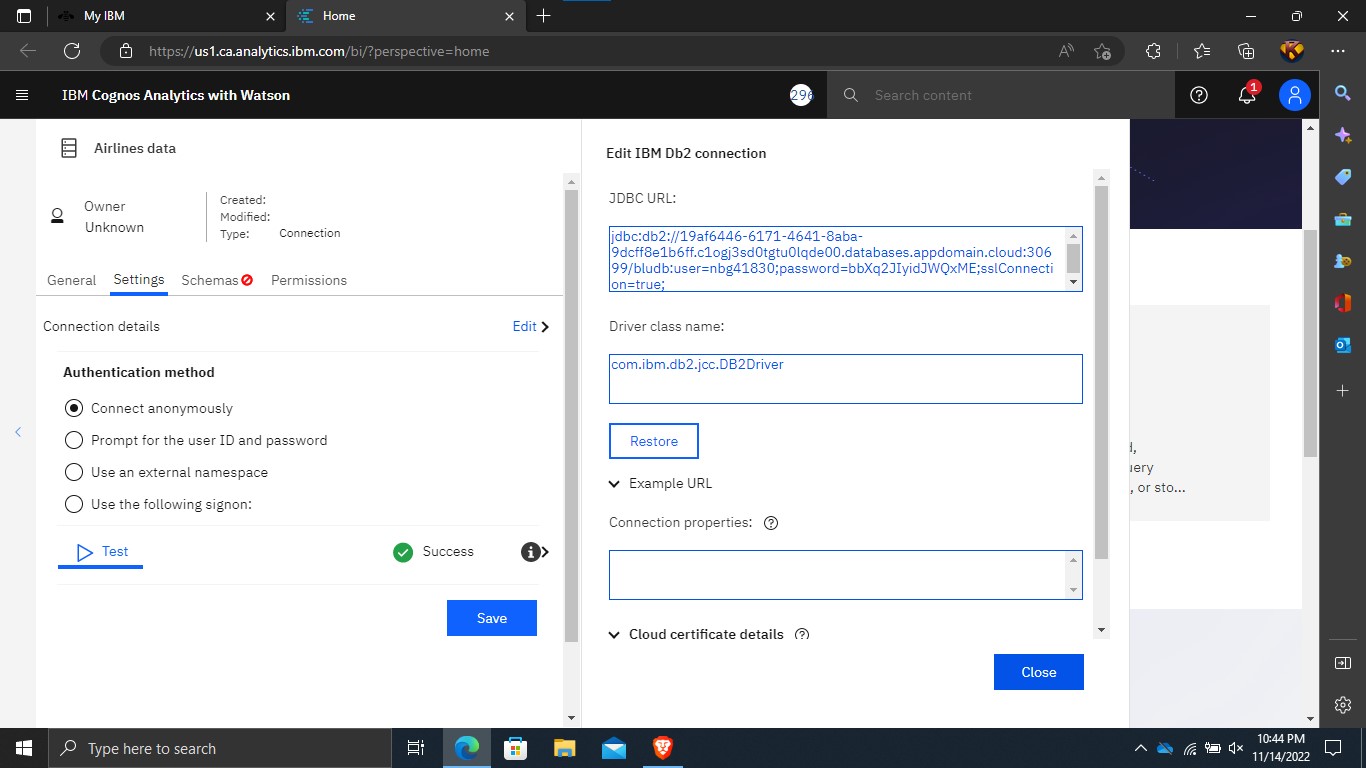 My IBM
Home
https://us1.ca.analytics.ibm.com/bi/?perspective=home
IBM Cognos Analytics with Watson
296
Search content
1
Airlines data
Owner
Unknown
Created:
Modified:
Type: Connection
General Settings Schemas Permissions
Connection details
Edit
Authentication method
Connect anonymously
Prompt for the user ID and password
Use an external namespace
Use the following signon:
Test
Success
Save
Edit IBM Db2 connection
JDBC URL:
jdbc:db2://19af6446-6171-4641-8aba-
9dcff8e1b6ff.c1ogj3sd0tgtu0lqde00.databases.appdomain.cloud:306
99/bludb:user=nbg41830;password=bbXq2JIyidJWQxME;sslConnecti
on=true;
Driver class name:
com.ibm.db2.jcc.DB2Driver
Restore
Example URL
Connection properties:
Cloud certificate details
Close
, or sto...
Type here to search
10:44 PM
11/14/2022